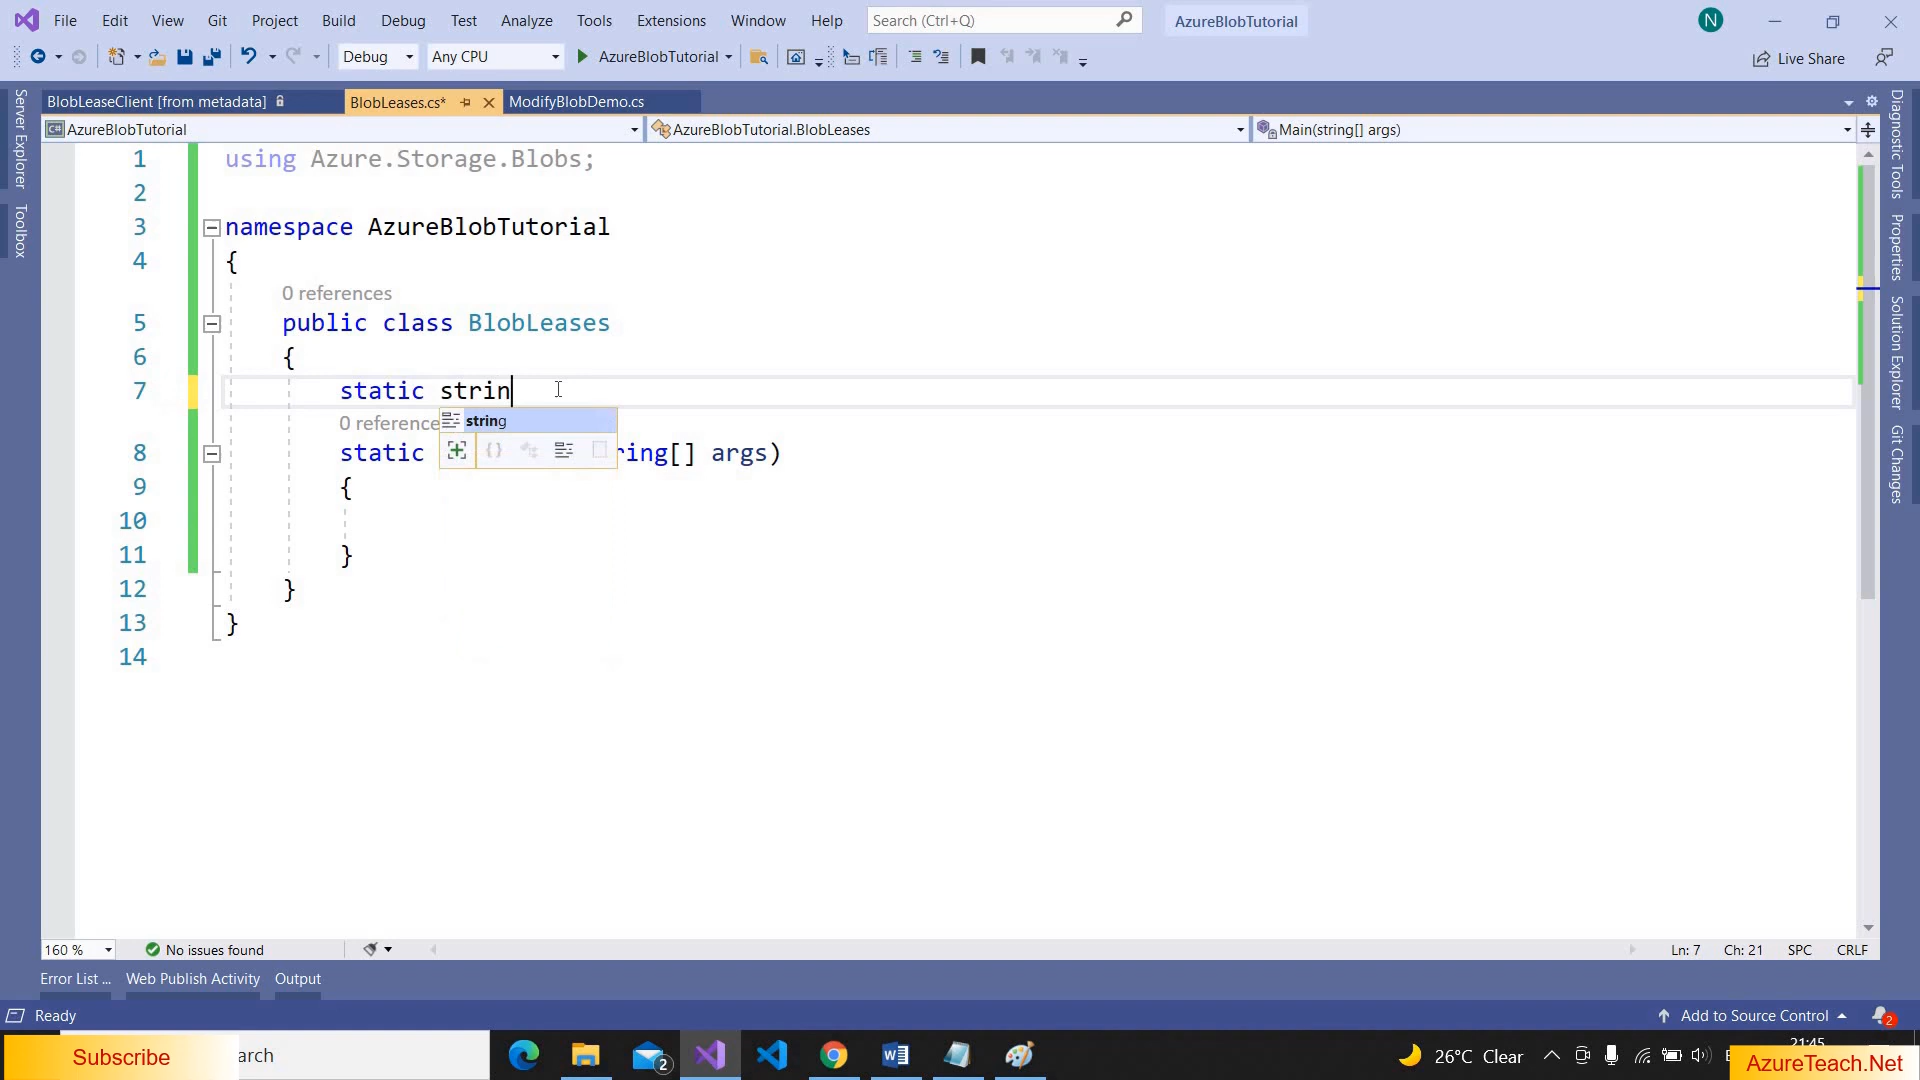 File Edit View Git Project Build Debug Test Analyze Tools Extensions Window Help Search (Ctrl+Q) AzureBlobTutorial N
Debug Any CPU AzureBlobTutorial Live Share
BlobLeaseClient [from metadata] BlobLeases.cs* ModifyBlobDemo.cs
C# AzureBlobTutorial AzureBlobTutorial.BlobLeases Main(string[] args)
Server Explorer
Toolbox
Diagnostic Tools
Properties
Solution Explorer
Git Changes
1 using Azure.Storage.Blobs;
2
3 namespace AzureBlobTutorial
4 {
0 references
5 public class BlobLeases
6 {
7 static strin
string
0 reference
8 static ring[] args)
9 {
10
11 }
12 }
13 }
14
160 % No issues found Ln: 7 Ch: 21 SPC CRLF
Error List ... Web Publish Activity Output
Ready Add to Source Control 2
Subscribe arch 2 26°C Clear 21:45
AzureTeach.Net